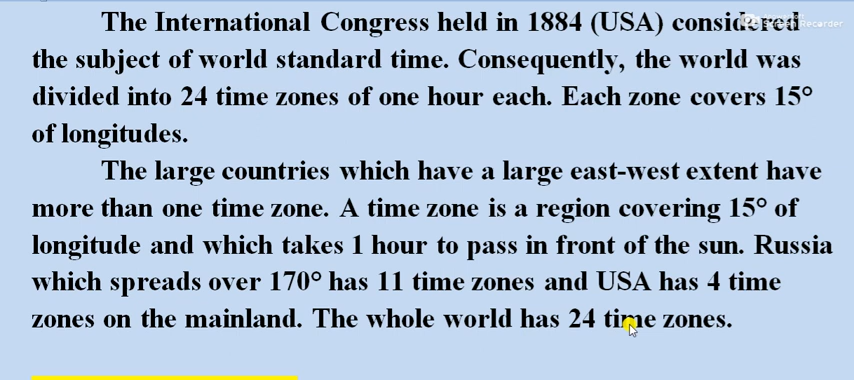 The International Congress held in 1884 (USA) considered
the subject of world standard time. Consequently, the world was
divided into 24 time zones of one hour each. Each zone covers 15°
of longitudes.
The large countries which have a large east-west extent have
more than one time zone. A time zone is a region covering 15° of
longitude and which takes 1 hour to pass in front of the sun. Russia
which spreads over 170° has 11 time zones and USA has 4 time
zones on the mainland. The whole world has 24 time zones.
Screen Recorder